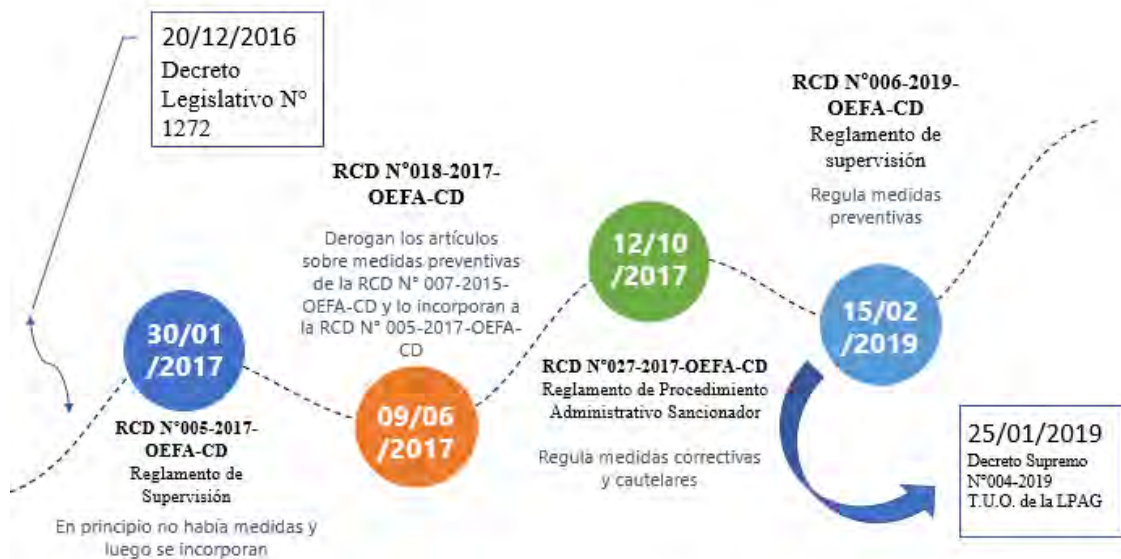 20/12/2016
Decreto
Legislativo N°
1272
30/01
/2017
RCD N°005-2017-
OEFA-CD
Reglamento de
Supervisión
En principio no había medidas y
luego se incorporan
RCD N°018-2017-
OEFA-CD
Derogan los artículos
sobre medidas preventivas
de la RCD N° 007-2015-
OEFA-CD y lo incorporan a
la RCD N° 005-2017-OEFA-
CD
09/06
/2017
12/10
/2017
RCD N°027-2017-OEFA-CD
Reglamento de Procedimiento
Administrativo Sancionador
Regula medidas correctivas
y cautelares
RCD N°006-2019-
OEFA-CD
Reglamento de
supervisión
Regula medidas
preventivas
15/02
/2019
25/01/2019
Decreto Supremo
N°004-2019
T.U.O. de la LPAG